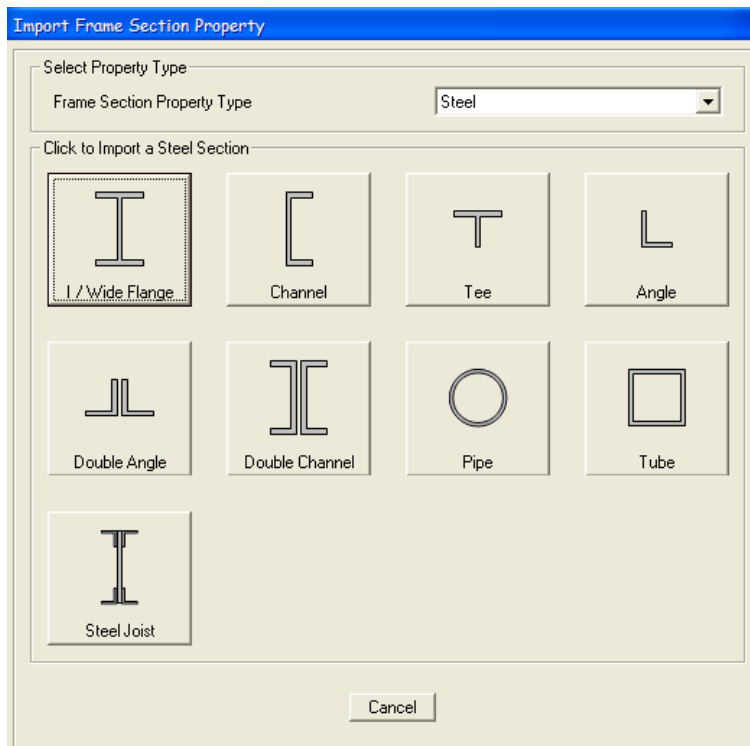 Import Frame Section Property
Select Property Type
Frame Section Property Type
Steel
Click to Import a Steel Section
I / Wide Flange
Channel
Tee
Angle
Double Angle
Double Channel
Pipe
Tube
Steel Joist
Cancel